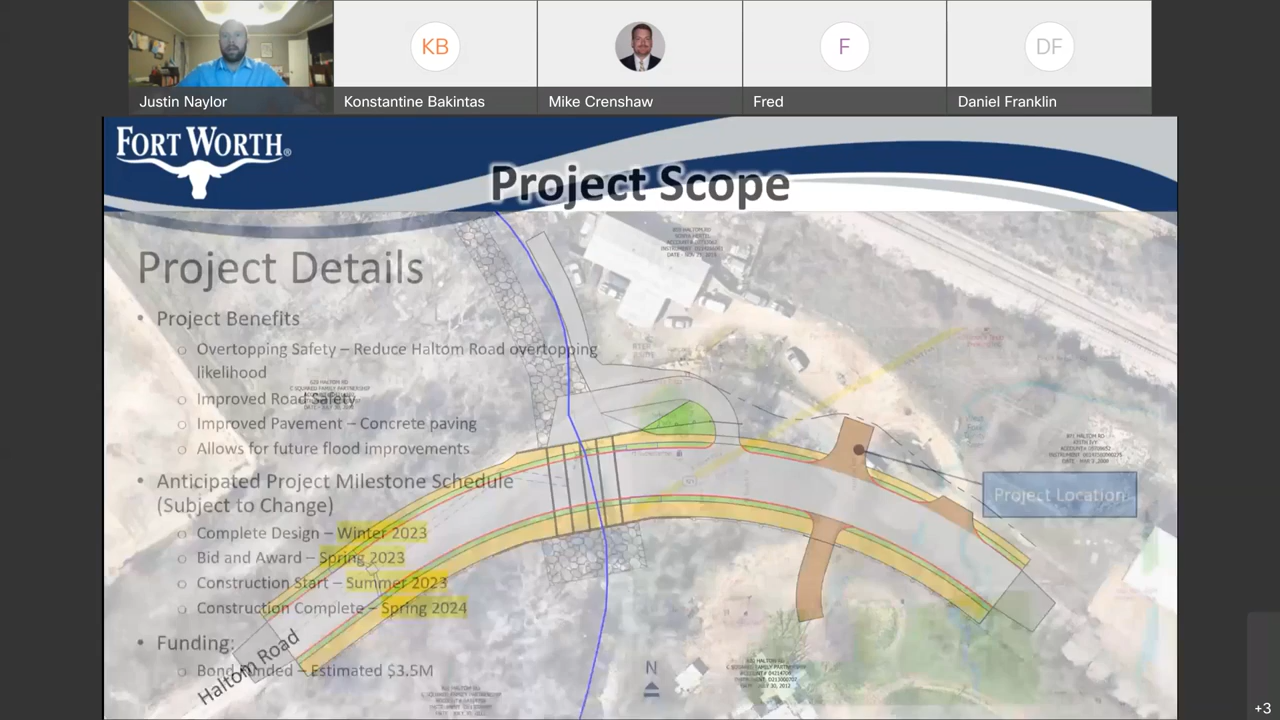 KB
F
DF
Justin Naylor
Konstantine Bakintas
Mike Crenshaw
Fred
Daniel Franklin
FORT WORTH®
Project Scope
Project Details
• Project Benefits
○ Overtopping Safety – Reduce Haltom Road overtopping
likelihood
○ Improved Road Safety
○ Improved Pavement – Concrete paving
○ Allows for future flood improvements
• Anticipated Project Milestone Schedule
(Subject to Change)
○ Complete Design – Winter 2023
○ Bid and Award – Spring 2023
○ Construction Start – Summer 2023
○ Construction Complete – Spring 2024
• Funding:
○ Bond Funded – Estimated $3.5M
Haltom Road
Project Location
N
+3